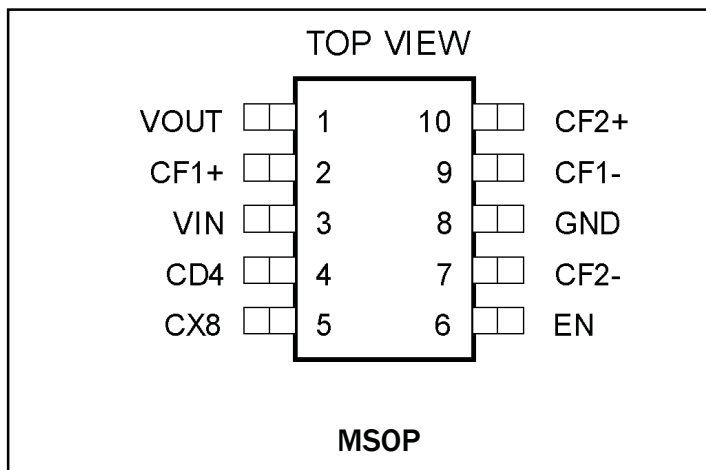 TOP VIEW
VOUT 1 10 CF2+
CF1+ 2 9 CF1-
VIN 3 8 GND
CD4 4 7 CF2-
CX8 5 6 EN
MSOP